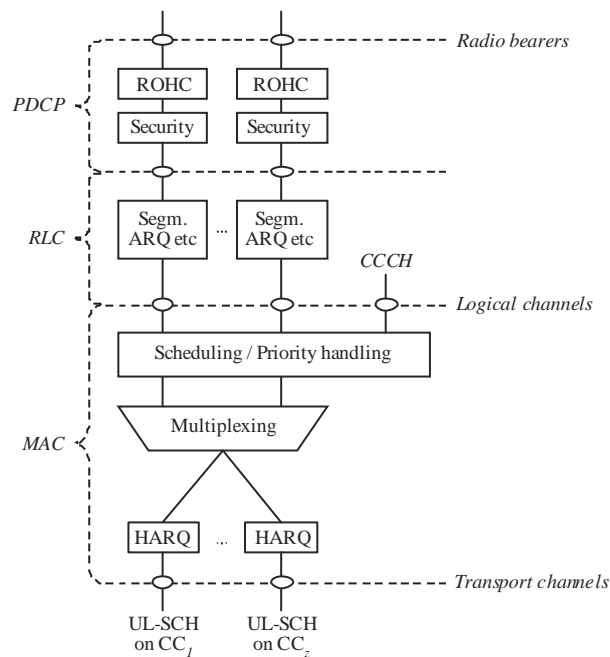 Radio bearers
ROHC
ROHC
PDCP
Security
Security
Segm.
ARQ etc
...
Segm.
ARQ etc
RLC
CCCH
Logical channels
Scheduling / Priority handling
Multiplexing
MAC
HARQ
...
HARQ
Transport channels
UL-SCH
on CC1
UL-SCH
on CCz